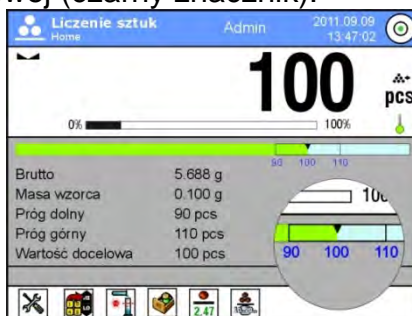 wej (czarny znacznik).
Liczenie sztuk Admin 2011.09.09
Home 13:47:02
100
pcs
0% 100%
90 100 110
Brutto 5.688 g
Masa wzorca 0.100 g
Próg dolny 90 pcs
Próg górny 110 pcs
Wartość docelowa 100 pcs
90 100 110
2.47